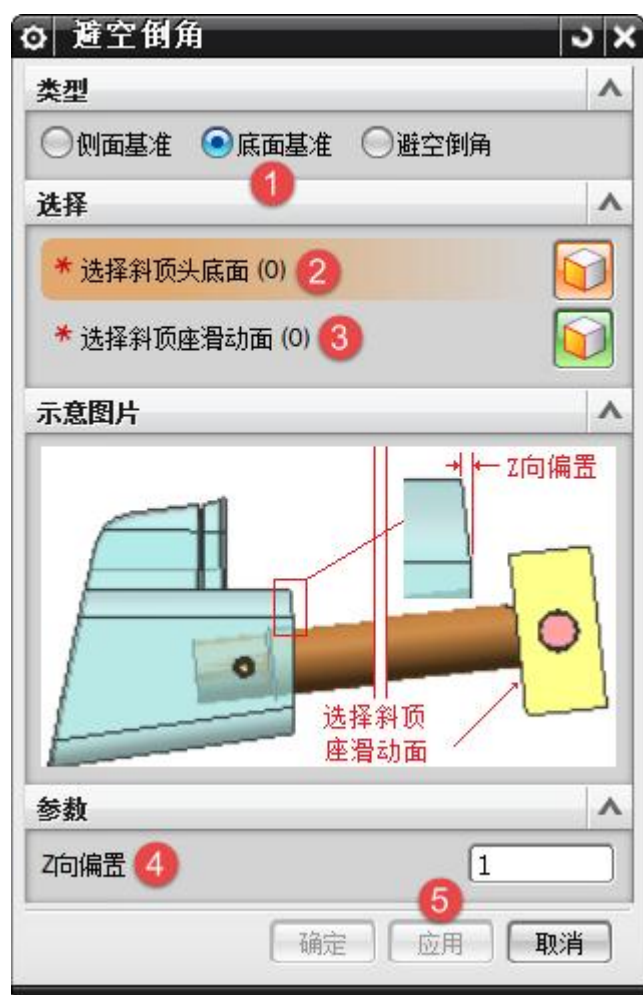 避空倒角
类型
侧面基准 底面基准 避空倒角
1
选择
* 选择斜顶头底面 (0) 2
* 选择斜顶座滑动面 (0) 3
示意图片
Z向偏置
选择斜顶
座滑动面
参数
Z向偏置 4 1
5
确定 应用 取消